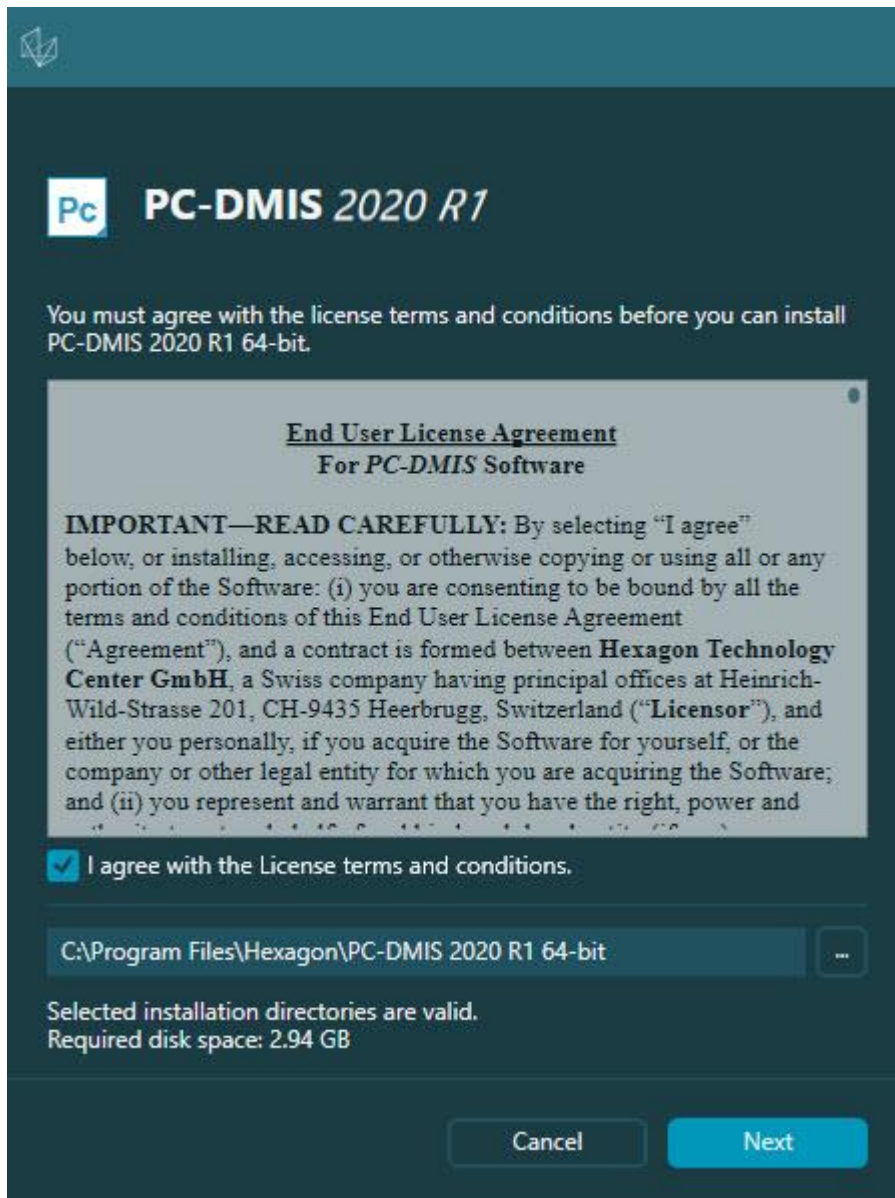 Pc
PC-DMIS 2020 R1
You must agree with the license terms and conditions before you can install
PC-DMIS 2020 R1 64-bit.
End User License Agreement
For PC-DMIS Software
IMPORTANT—READ CAREFULLY: By selecting “I agree”
below, or installing, accessing, or otherwise copying or using all or any
portion of the Software: (i) you are consenting to be bound by all the
terms and conditions of this End User License Agreement
(“Agreement”), and a contract is formed between Hexagon Technology
Center GmbH, a Swiss company having principal offices at Heinrich-
Wild-Strasse 201, CH-9435 Heerbrugg, Switzerland (“Licensor”), and
either you personally, if you acquire the Software for yourself, or the
company or other legal entity for which you are acquiring the Software;
and (ii) you represent and warrant that you have the right, power and
I agree with the License terms and conditions.
C:\Program Files\Hexagon\PC-DMIS 2020 R1 64-bit
...
Selected installation directories are valid.
Required disk space: 2.94 GB
Cancel
Next